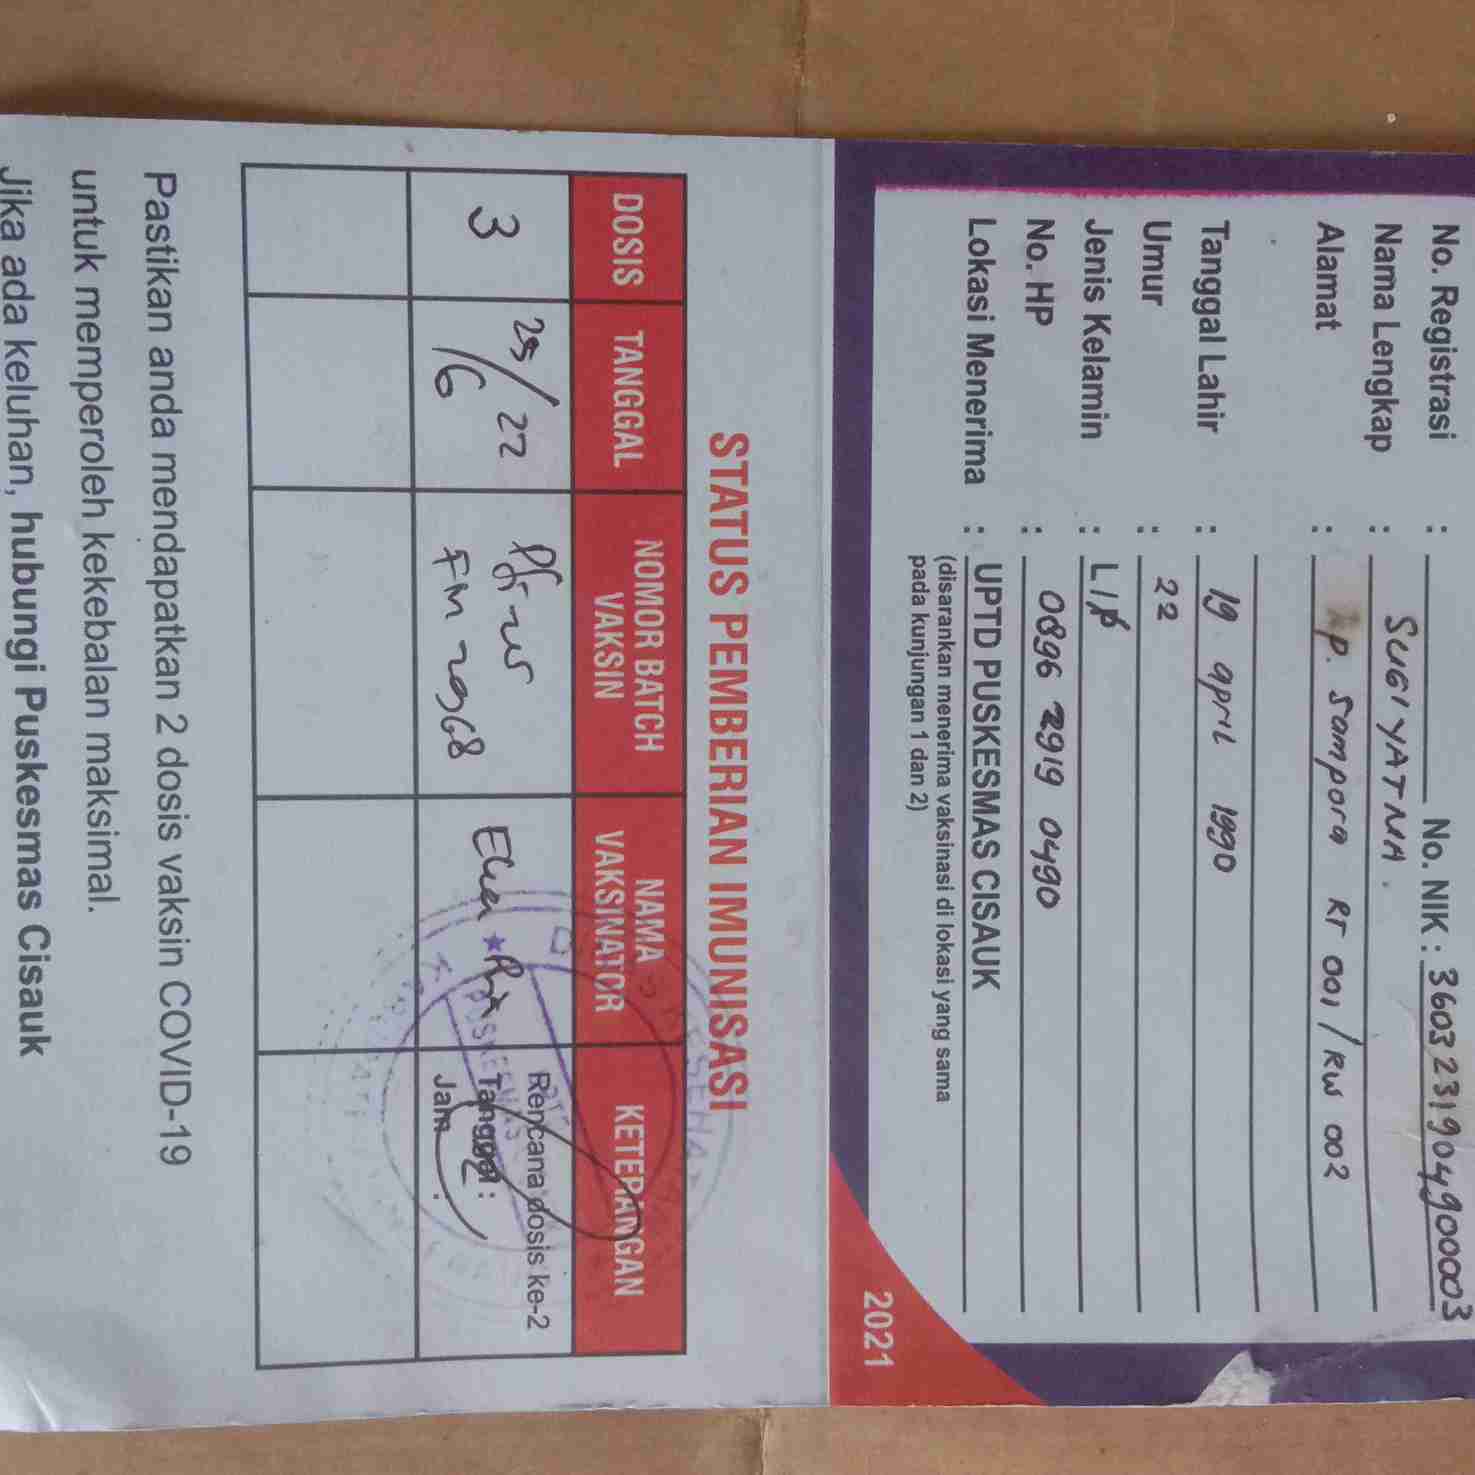 No. Registrasi : No. NIK : 3603231904900003
Nama Lengkap : SUGIYATNA.
Alamat : Kp. Sampora RT 001/RW 002
Tanggal Lahir : 19 april 1990
Umur : 22
Jenis Kelamin : L/P
No. HP : 0896 2919 0490
Lokasi Menerima : UPTD PUSKESMAS CISAUK
(disarankan menerima vaksinasi di lokasi yang sama
pada kunjungan 1 dan 2)
2021
STATUS PEMBERIAN IMUNISASI
DOSIS TANGGAL NOMOR BATCH VAKSIN NAMA VAKSINATOR KETERANGAN
3 25/22 Rencana dosis ke-2
/6 FM 2968 Tanggal :
Jam :
Pastikan anda mendapatkan 2 dosis vaksin COVID-19
untuk memperoleh kekebalan maksimal.
Jika ada keluhan, hubungi Puskesmas Cisauk